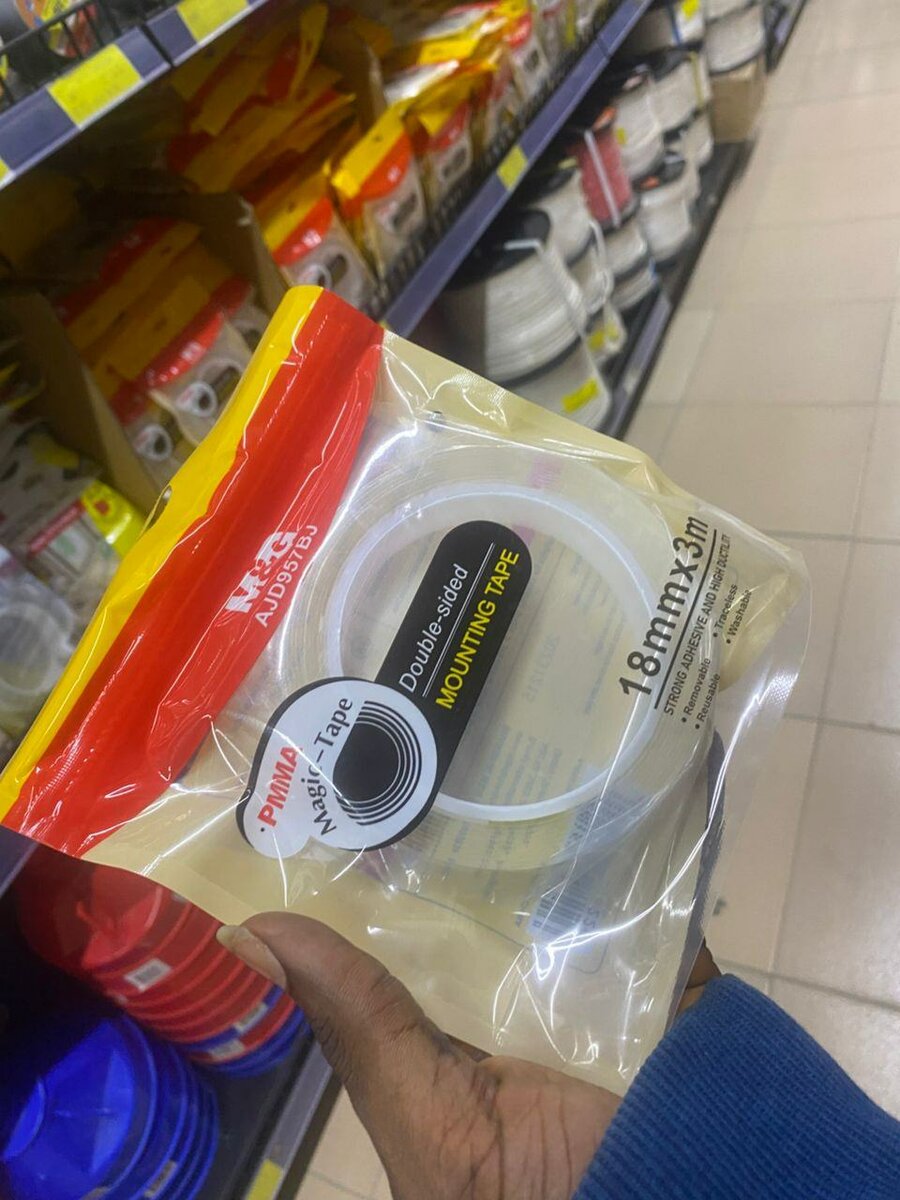 M&G
AJD957BJ
Double-sided
MOUNTING TAPE
PMMA
Magic-Tape
18mmx3m
STRONG ADHESIVE AND HIGH DUCTILITY
• Removable • Traceless
• Reusable • Washable